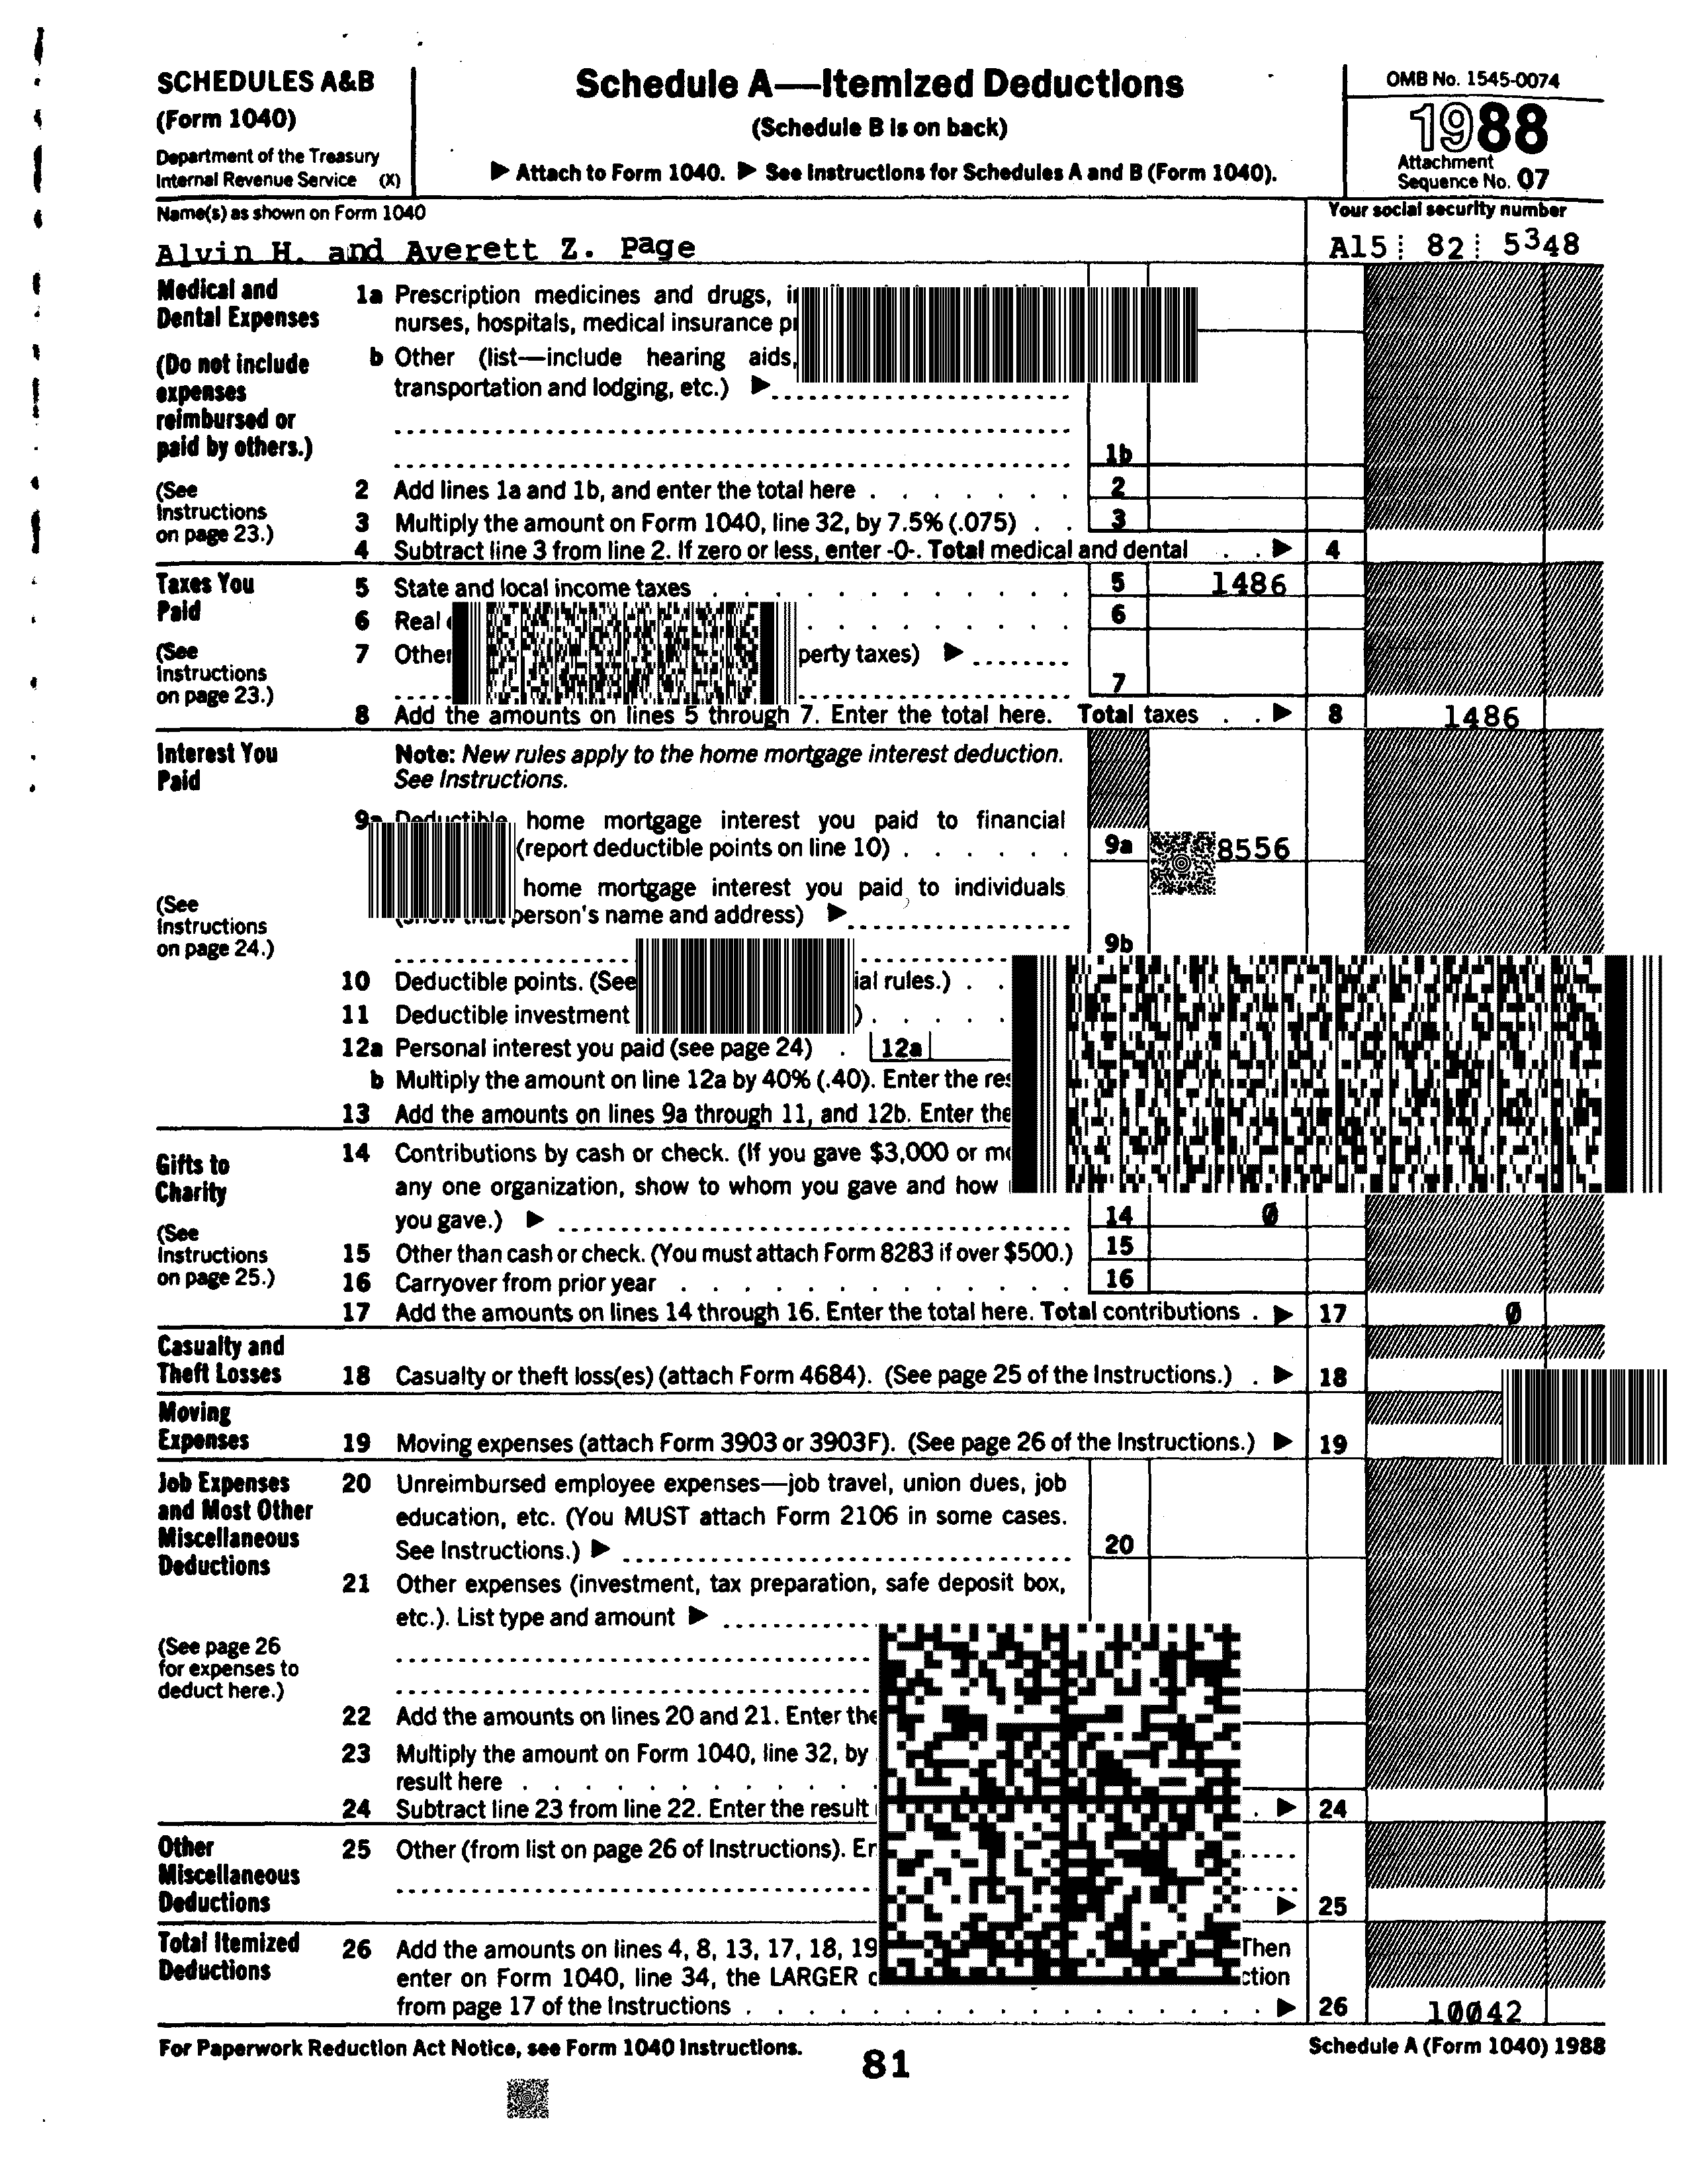 SCHEDULES A&B
(Form 1040)
Department of the Treasury
Internal Revenue Service (X)
Schedule A—Itemized Deductions
(Schedule B is on back)
▶ Attach to Form 1040. ▶ See Instructions for Schedules A and B (Form 1040).
OMB No. 1545-0074
1988
Attachment
Sequence No. 07
Name(s) as shown on Form 1040
Your social security number
Alvin H. and Averett Z. Page
A15 82 5348
Medical and
Dental Expenses
(Do not include
expenses
reimbursed or
paid by others.)
(See
Instructions
on page 23.)
1a Prescription medicines and drugs,
nurses, hospitals, medical insurance
b Other (list—include hearing aids,
transportation and lodging, etc.) ▶
1b
2 Add lines 1a and 1b, and enter the total here 2
3 Multiply the amount on Form 1040, line 32, by 7.5% (.075) 3
4 Subtract line 3 from line 2. If zero or less, enter -0-. Total medical and dental ▶ 4
Taxes You
Paid
(See
Instructions
on page 23.)
5 State and local income taxes 5 1486
6 Real 6
7 Other perty taxes) ▶
7
8 Add the amounts on lines 5 through 7. Enter the total here. Total taxes ▶ 8 1486
Interest You
Paid
(See
Instructions
on page 24.)
Note: New rules apply to the home mortgage interest deduction.
See Instructions.
9a Deductible home mortgage interest you paid to financial
(report deductible points on line 10) 9a 8556
home mortgage interest you paid to individuals
(show that person's name and address) ▶
9b
10 Deductible points. (See ial rules.)
11 Deductible investment )
12a Personal interest you paid (see page 24) 12a
b Multiply the amount on line 12a by 40% (.40). Enter the
13 Add the amounts on lines 9a through 11, and 12b. Enter the
Gifts to
Charity
(See
Instructions
on page 25.)
14 Contributions by cash or check. (If you gave $3,000 or
any one organization, show to whom you gave and how
you gave.) ▶ 14 0
15 Other than cash or check. (You must attach Form 8283 if over $500.) 15
16 Carryover from prior year 16
17 Add the amounts on lines 14 through 16. Enter the total here. Total contributions ▶ 17 0
Casualty and
Theft Losses
18 Casualty or theft loss(es) (attach Form 4684). (See page 25 of the Instructions.) ▶ 18
Moving
Expenses
19 Moving expenses (attach Form 3903 or 3903F). (See page 26 of the Instructions.) ▶ 19
Job Expenses
and Most Other
Miscellaneous
Deductions
(See page 26
for expenses to
deduct here.)
20 Unreimbursed employee expenses—job travel, union dues, job
education, etc. (You MUST attach Form 2106 in some cases.
See Instructions.) ▶ 20
21 Other expenses (investment, tax preparation, safe deposit box,
etc.). List type and amount ▶
22 Add the amounts on lines 20 and 21. Enter the
23 Multiply the amount on Form 1040, line 32, by
result here
24 Subtract line 23 from line 22. Enter the result ▶ 24
Other
Miscellaneous
Deductions
25 Other (from list on page 26 of Instructions).
▶ 25
Total Itemized
Deductions
26 Add the amounts on lines 4, 8, 13, 17, 18, 19 Then
enter on Form 1040, line 34, the LARGER ction
from page 17 of the Instructions ▶ 26 10042
For Paperwork Reduction Act Notice, see Form 1040 Instructions.
81
Schedule A (Form 1040) 1988